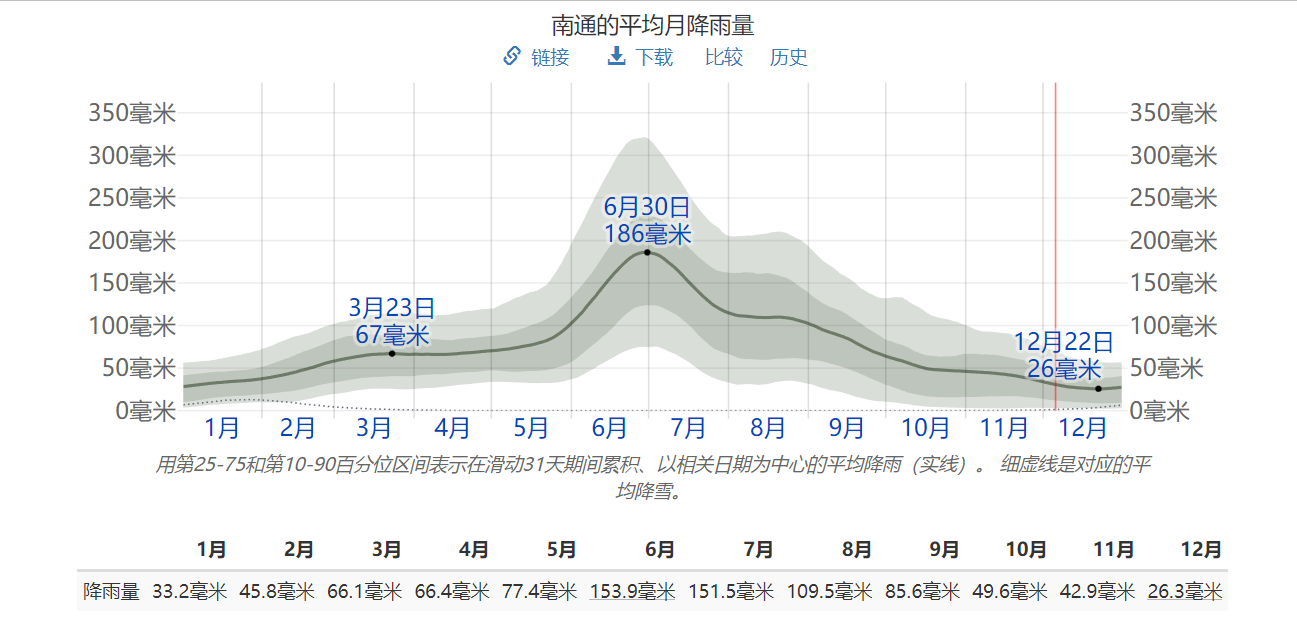 南通的平均月降雨量
链接 下载 比较 历史
350毫米 350毫米
300毫米 300毫米
250毫米 250毫米
6月30日
186毫米
200毫米 200毫米
150毫米 150毫米
3月23日
67毫米
100毫米 100毫米
12月22日
26毫米
50毫米 50毫米
0毫米 0毫米
1月 2月 3月 4月 5月 6月 7月 8月 9月 10月 11月 12月
用第25-75和第10-90百分位区间表示在滑动31天期间累积、以相关日期为中心的平均降雨（实线）。 细虚线是对应的平
均降雪。
1月 2月 3月 4月 5月 6月 7月 8月 9月 10月 11月 12月
降雨量 33.2毫米 45.8毫米 66.1毫米 66.4毫米 77.4毫米 153.9毫米 151.5毫米 109.5毫米 85.6毫米 49.6毫米 42.9毫米 26.3毫米